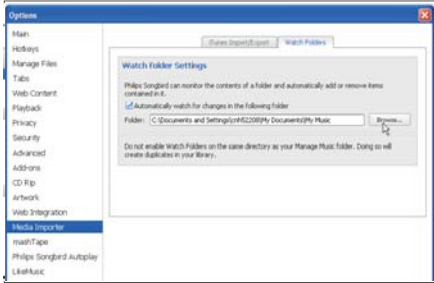 Options
Main
Hotkeys
Manage Files
Tabs
Web Content
Playback
Privacy
Security
Advanced
Add-ons
CD Rip
Artwork
Web Integration
Media Importer
mashTape
Philips Songbird Autoplay
LikeMusic
iTunes Import/Export
Watch Folders
Watch Folder Settings
Philips Songbird can monitor the contents of a folder and automatically add or remove items
contained in it.
Automatically watch for changes in the following folder
Folder: C:\Documents and Settings\cnh52208\My Documents\My Music
Browse...
Do not enable Watch Folders on the same directory as your Manage Music folder. Doing so will
create duplicates in your library.